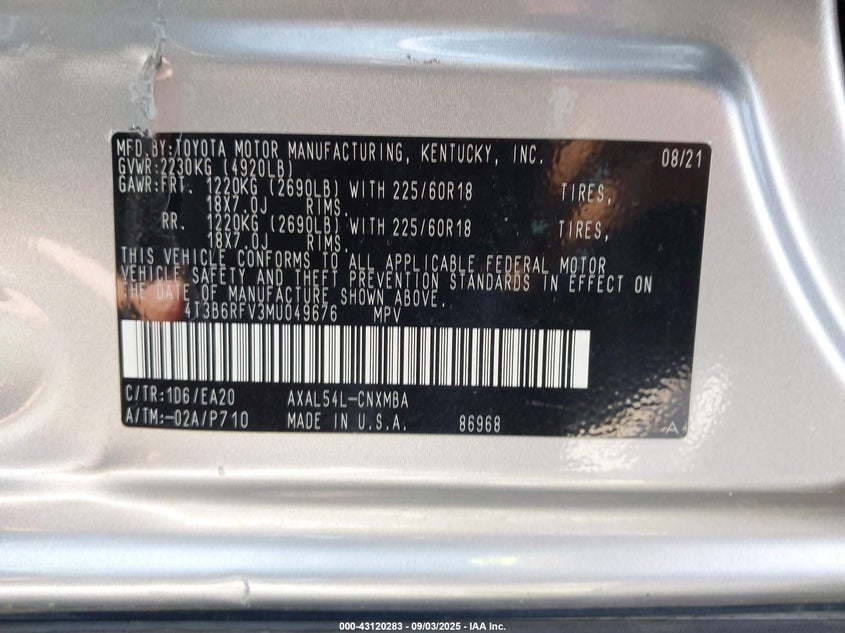 MFD.BY:TOYOTA MOTOR MANUFACTURING, KENTUCKY, INC. 08/21
GVWR:2230KG (4920LB)
GAWR:FRT. 1220KG (2690LB) WITH 225/60R18 TIRES,
18X7.0J RIMS.
RR. 1220KG (2690LB) WITH 225/60R18 TIRES,
18X7.0J RIMS.
THIS VEHICLE CONFORMS TO ALL APPLICABLE FEDERAL MOTOR
VEHICLE SAFETY AND THEFT PREVENTION STANDARDS IN EFFECT ON
THE DATE OF MANUFACTURE SHOWN ABOVE.
4T3B6RFV3MU049676 MPV
C/TR:1D6/EA20 AXAL54L-CNXMBA
A/TM:-02A/P710 MADE IN U.S.A. 86968 A
000-43120283 - 09/03/2025 - IAA Inc.